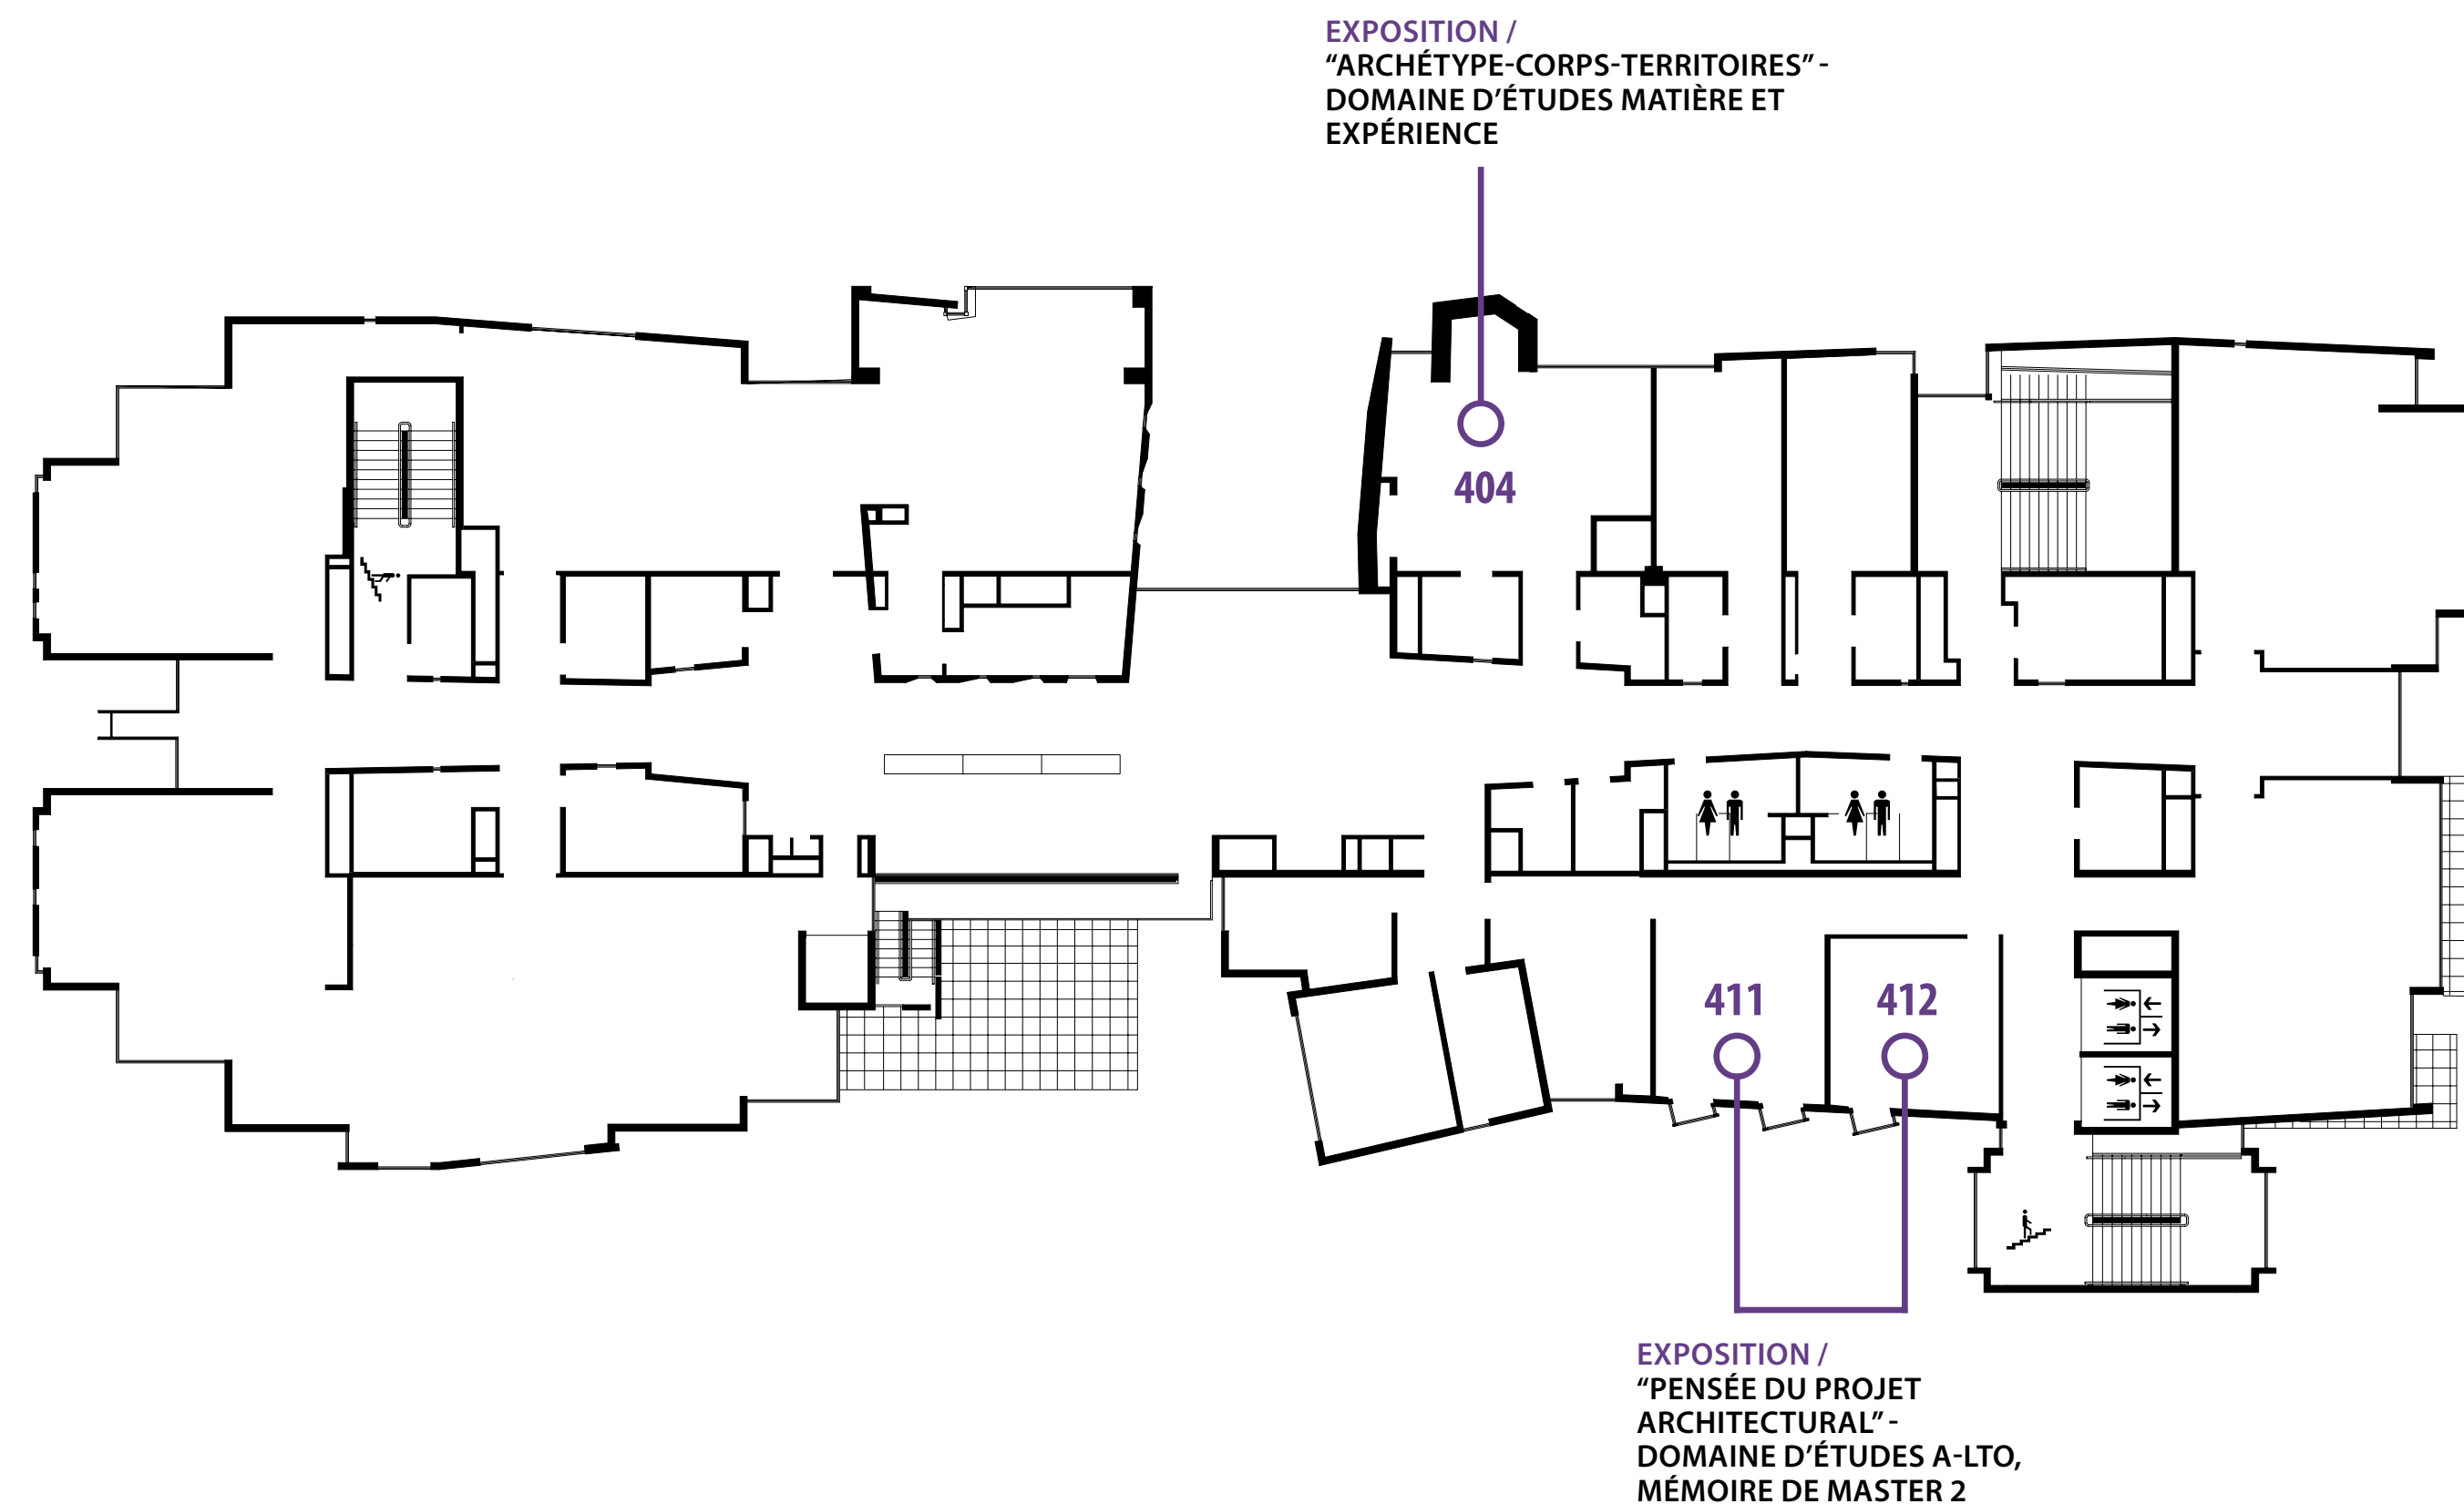 EXPOSITION /
“ARCHÉTYPE-CORPS-TERRITOIRES” -
DOMAINE D’ÉTUDES MATIÈRE ET
EXPÉRIENCE
404
411
412
EXPOSITION /
“PENSÉE DU PROJET
ARCHITECTURAL” -
DOMAINE D’ÉTUDES A-LTO,
MÉMOIRE DE MASTER 2